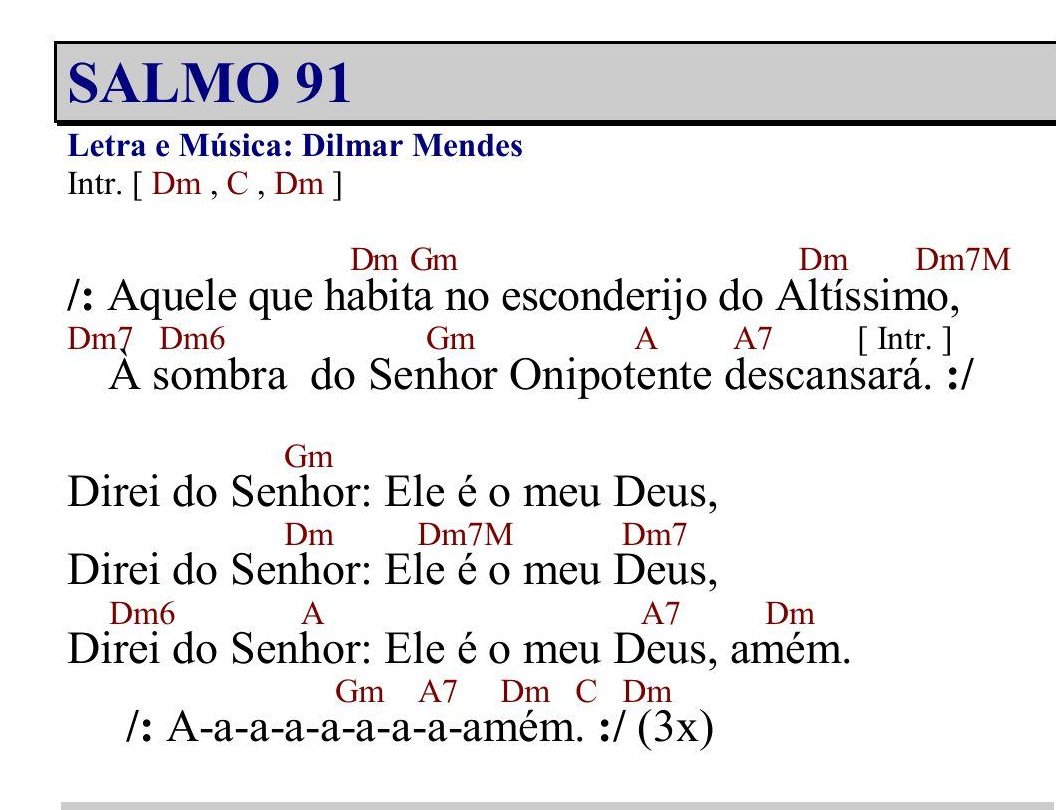 SALMO 91
Letra e Música: Dilmar Mendes
Intr. [ Dm , C , Dm ]
Dm Gm Dm Dm7M
/: Aquele que habita no esconderijo do Altíssimo,
Dm7 Dm6 Gm A A7 [ Intr. ]
À sombra do Senhor Onipotente descansará. :/
Gm
Direi do Senhor: Ele é o meu Deus,
Dm Dm7M Dm7
Direi do Senhor: Ele é o meu Deus,
Dm6 A A7 Dm
Direi do Senhor: Ele é o meu Deus, amém.
Gm A7 Dm C Dm
/: A-a-a-a-a-a-a-a-amém. :/ (3x)